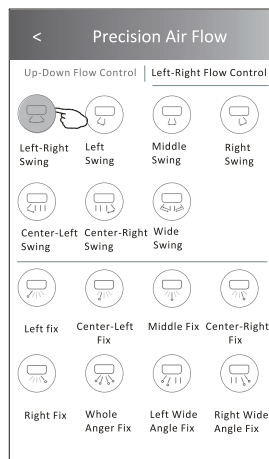 < Precision Air Flow
Up-Down Flow Control Left-Right Flow Control
Left-Right Left Middle Right
Swing Swing Swing Swing
Center-Left Center-Right Wide
Swing Swing Swing
Left fix Center-Left Middle Fix Center-Right
Fix Fix
Right Fix Whole Left Wide Right Wide
Anger Fix Angle Fix Angle Fix